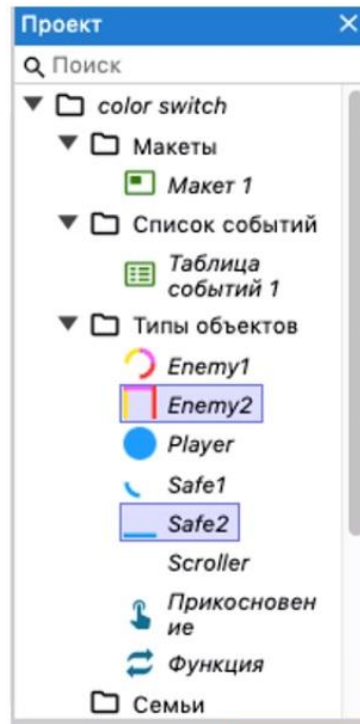 Проект
Поиск
color switch
Макеты
Макет 1
Список событий
Таблица
событий 1
Типы объектов
Enemy1
Enemy2
Player
Safe1
Safe2
Scroller
Прикосновен
ие
Функция
Семьи